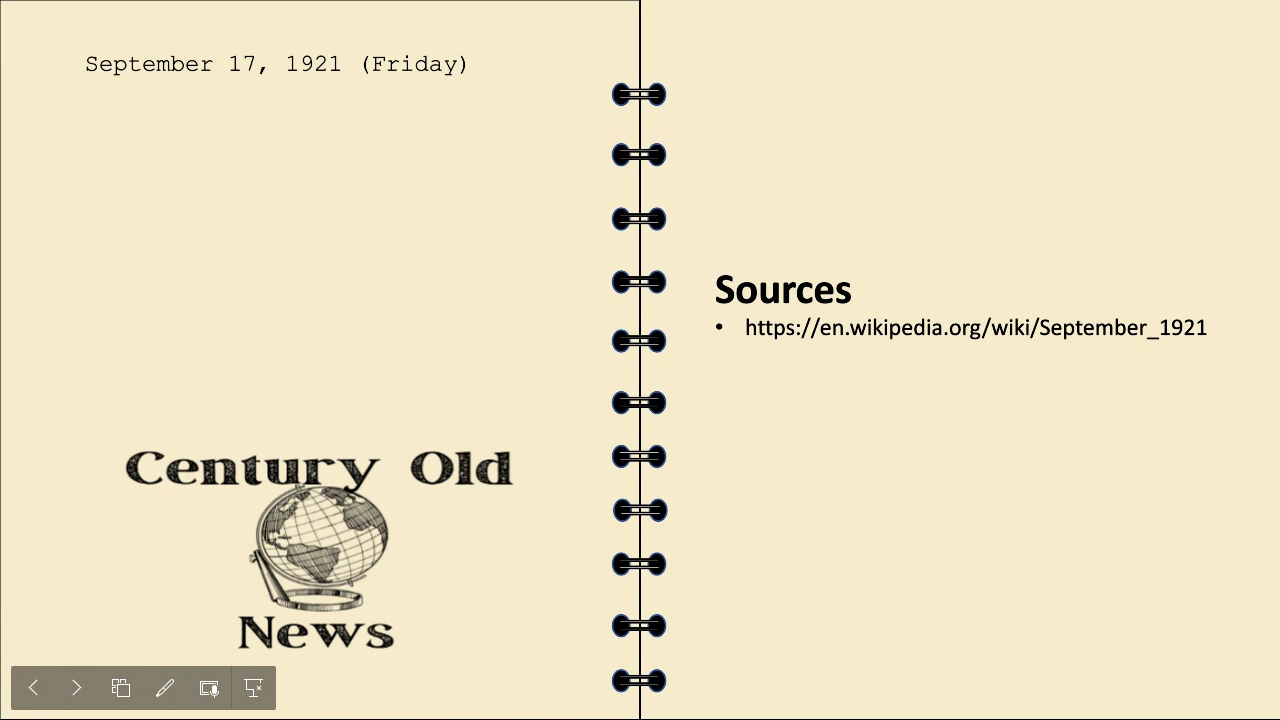 September 17, 1921 (Friday)
Century Old
News
Sources
• https://en.wikipedia.org/wiki/September_1921